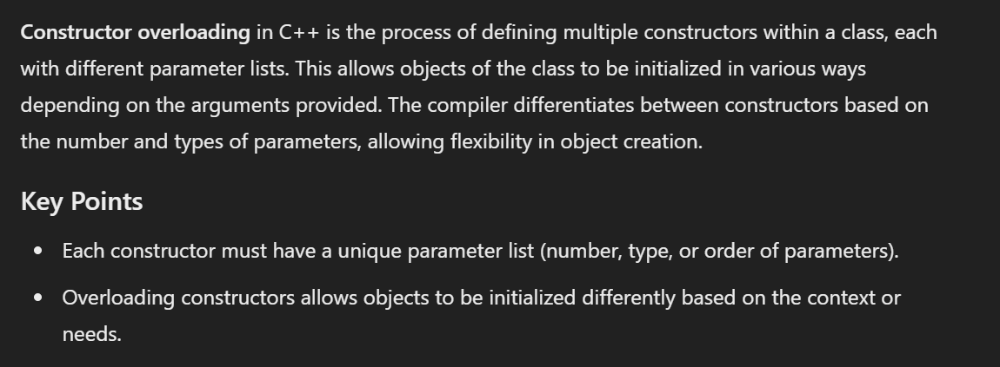 Constructor overloading in C++ is the process of defining multiple constructors within a class, each
with different parameter lists. This allows objects of the class to be initialized in various ways
depending on the arguments provided. The compiler differentiates between constructors based on
the number and types of parameters, allowing flexibility in object creation.
Key Points
• Each constructor must have a unique parameter list (number, type, or order of parameters).
• Overloading constructors allows objects to be initialized differently based on the context or
needs.